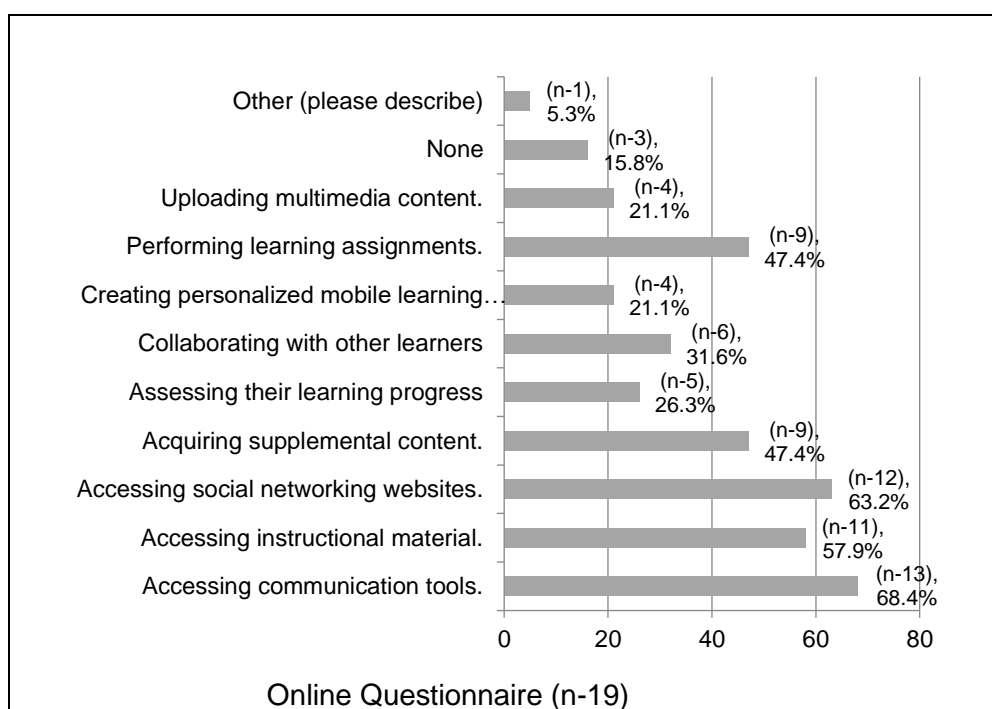 Other (please describe)
(n-1),
5.3%
None
(n-3),
15.8%
Uploading multimedia content.
(n-4),
21.1%
Performing learning assignments.
(n-9),
47.4%
Creating personalized mobile learning…
(n-4),
21.1%
Collaborating with other learners
(n-6),
31.6%
Assessing their learning progress
(n-5),
26.3%
Acquiring supplemental content.
(n-9),
47.4%
Accessing social networking websites.
(n-12),
63.2%
Accessing instructional material.
(n-11),
57.9%
Accessing communication tools.
(n-13),
68.4%
0 20 40 60 80
Online Questionnaire (n-19)